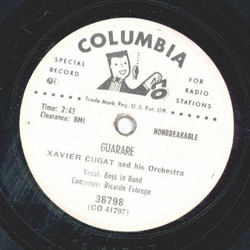 COLUMBIA
SPECIAL RECORD
FOR RADIO STATIONS
Trade Mark Reg. U.S. Pat. Off.
Time: 2:43
Clearance: BMI
NONBREAKABLE
GUARARE
XAVIER CUGAT and his Orchestra
Vocal: Boys in Band
Composer: Ricardo Fabrega
38798
(CO 41797)